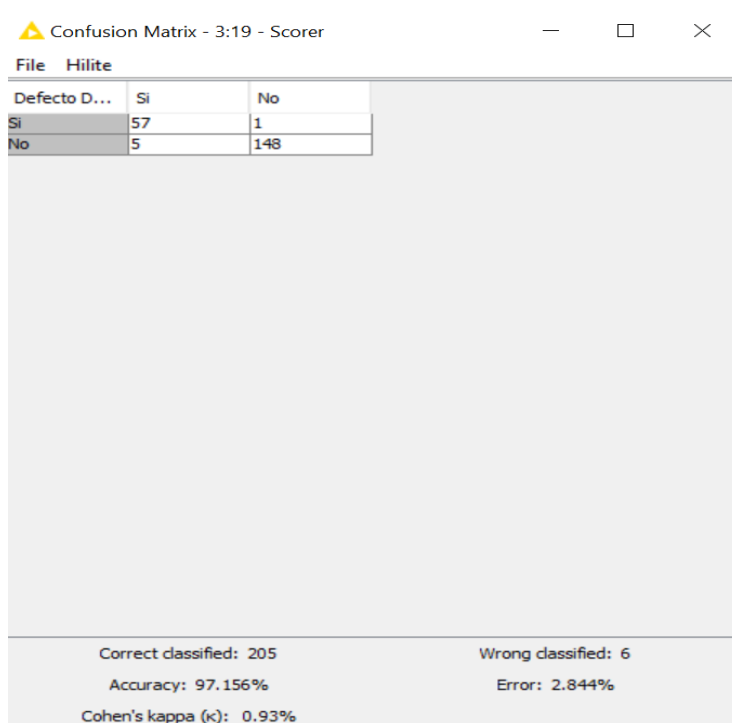 Confusion Matrix - 3:19 - Scorer
File Hilite
Defecto D... Si No
Si 57 1
No 5 148
Correct classified: 205 Wrong classified: 6
Accuracy: 97.156% Error: 2.844%
Cohen's kappa (κ): 0.93%